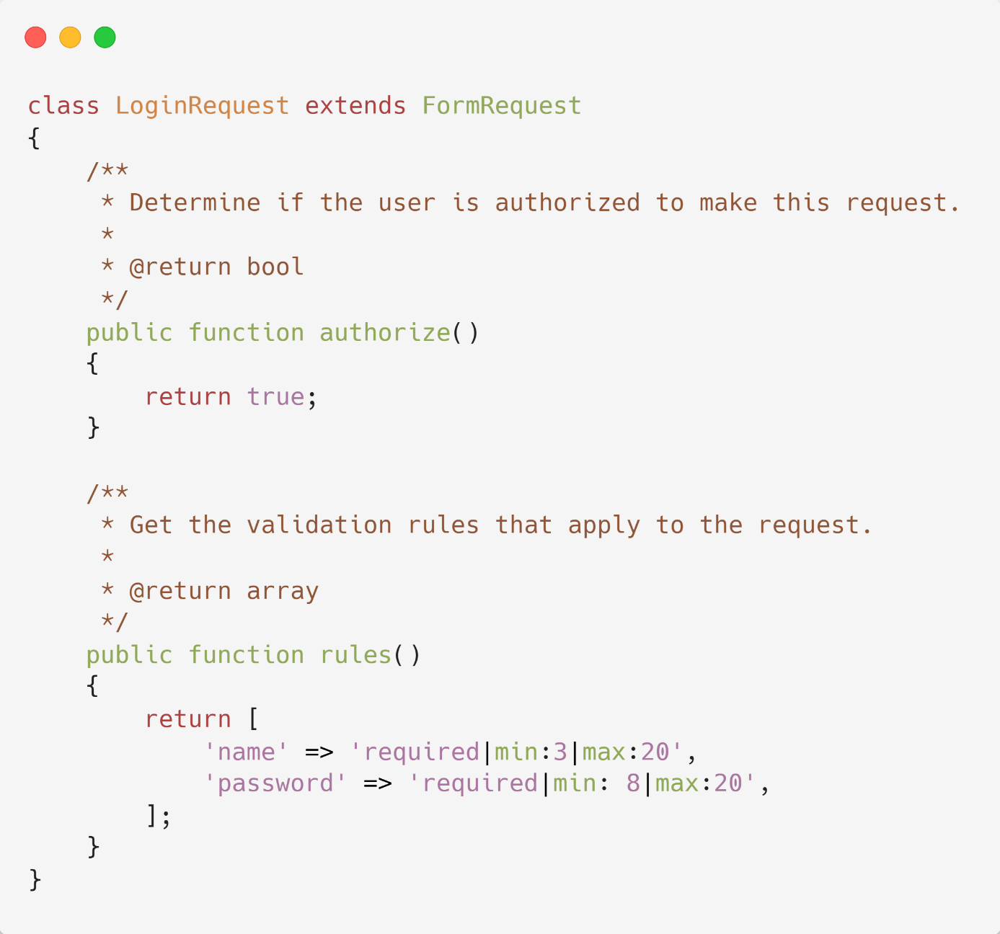 class LoginRequest extends FormRequest
{
    /**
     * Determine if the user is authorized to make this request.
     *
     * @return bool
     */
    public function authorize()
    {
        return true;
    }

    /**
     * Get the validation rules that apply to the request.
     *
     * @return array
     */
    public function rules()
    {
        return [
            'name' => 'required|min:3|max:20',
            'password' => 'required|min: 8|max:20',
        ];
    }
}